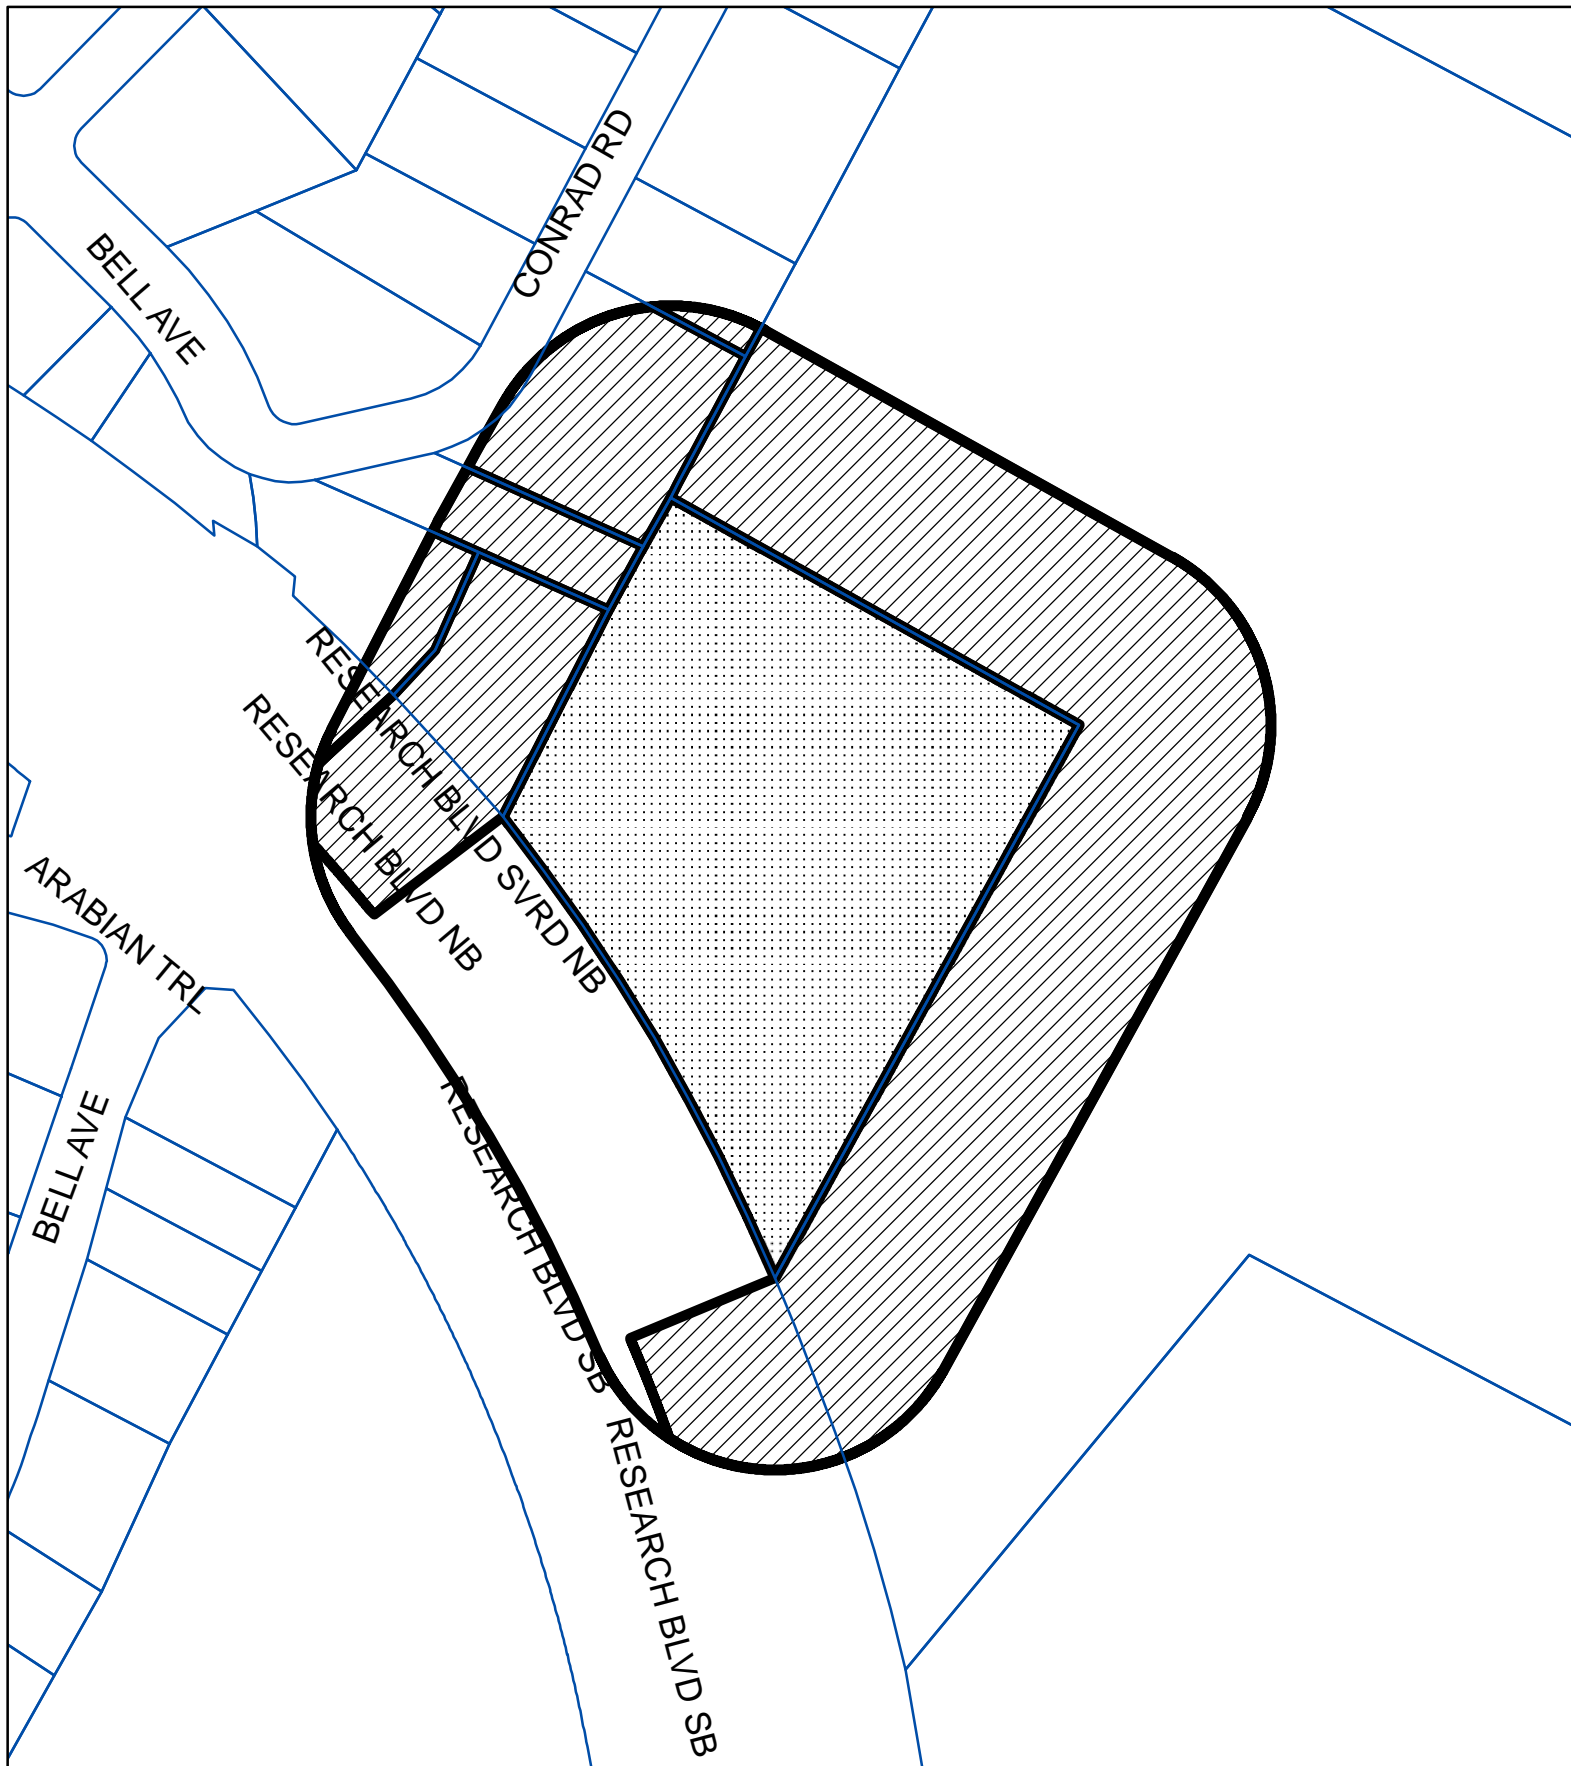 CONRAD RD
BELL AVE
RESEARCH BLVD SVRD NB
RESEARCH BLVD NB
ARABIAN TRL
RESEARCH BLVD SB
BELL AVE
RESEARCH BLVD SB